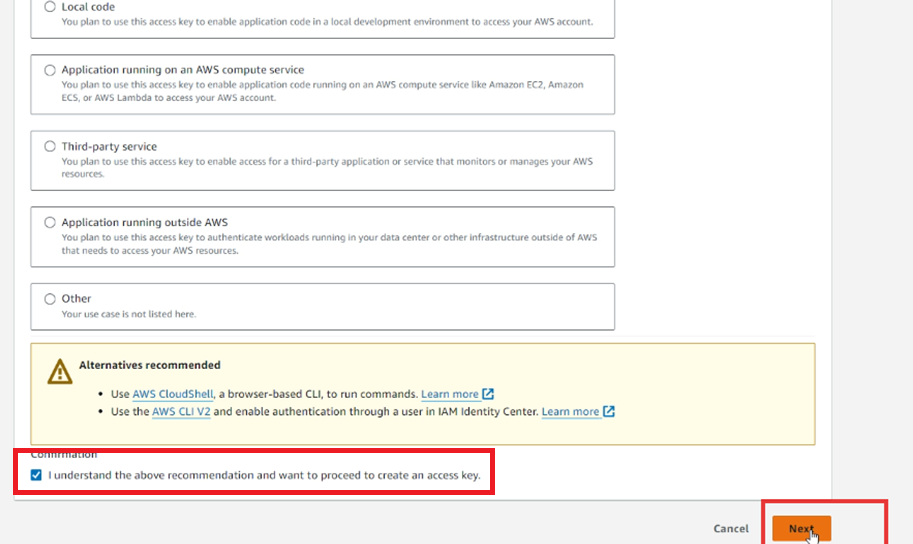 Local code
You plan to use this access key to enable application code in a local development environment to access your AWS account.
Application running on an AWS compute service
You plan to use this access key to enable application code running on an AWS compute service like Amazon EC2, Amazon
ECS, or AWS Lambda to access your AWS account.
Third-party service
You plan to use this access key to enable access for a third-party application or service that monitors or manages your AWS
resources.
Application running outside AWS
You plan to use this access key to authenticate workloads running in your data center or other infrastructure outside of AWS
that needs to access your AWS resources.
Other
Your use case is not listed here.
Alternatives recommended
• Use AWS CloudShell, a browser-based CLI, to run commands. Learn more
• Use the AWS CLI V2 and enable authentication through a user in IAM Identity Center. Learn more
Confirmation
I understand the above recommendation and want to proceed to create an access key.
Cancel Next